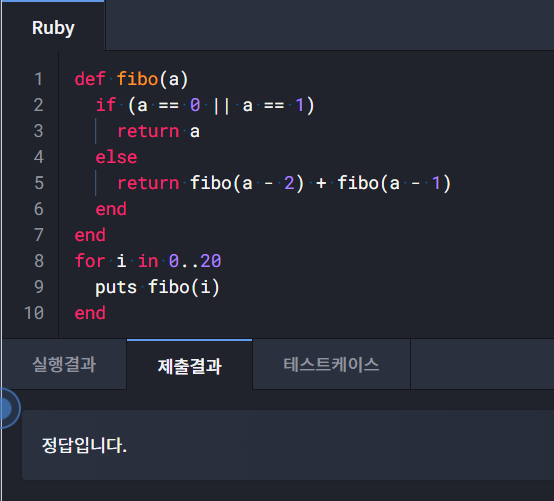 Ruby
1 def fibo(a)
2   if (a == 0 || a == 1)
3     return a
4   else
5     return fibo(a - 2) + fibo(a - 1)
6   end
7 end
8 for i in 0..20
9   puts fibo(i)
10 end
실행결과 제출결과 테스트케이스
정답입니다.